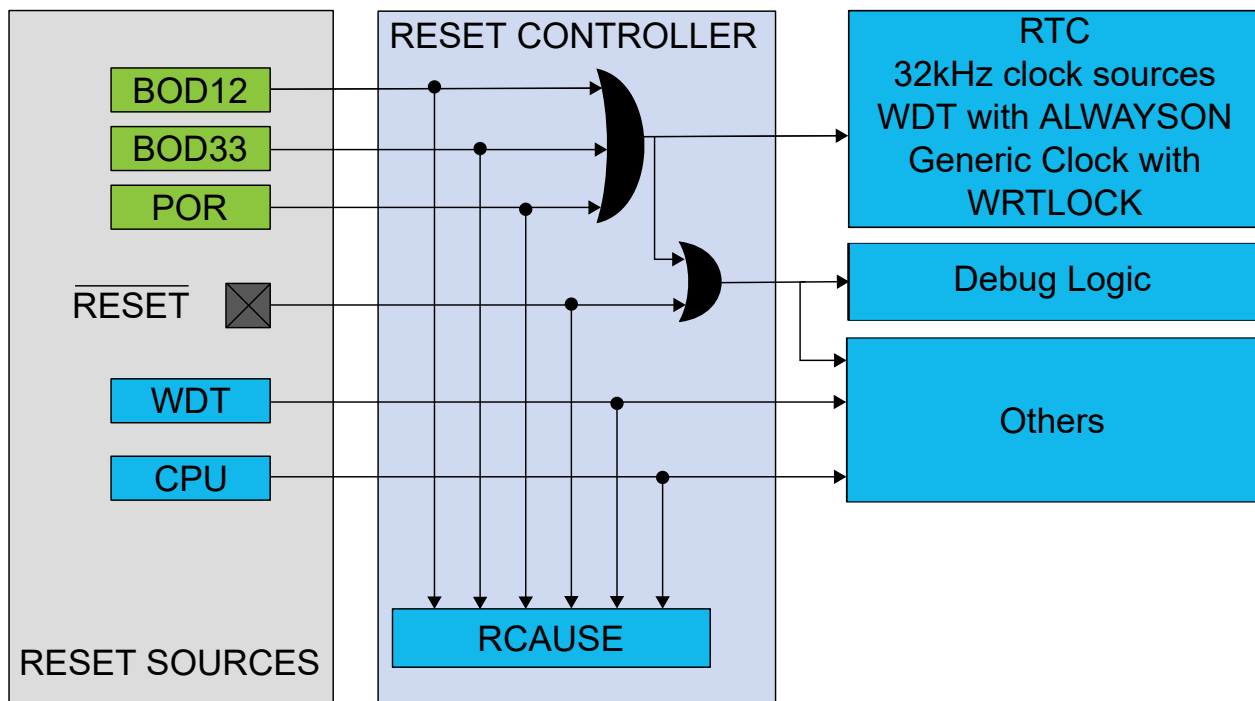 RESET CONTROLLER
BOD12
BOD33
POR
RESET
WDT
CPU
RESET SOURCES
RCAUSE
RTC
32kHz clock sources
WDT with ALWAYSON
Generic Clock with
WRTLOCK
Debug Logic
Others